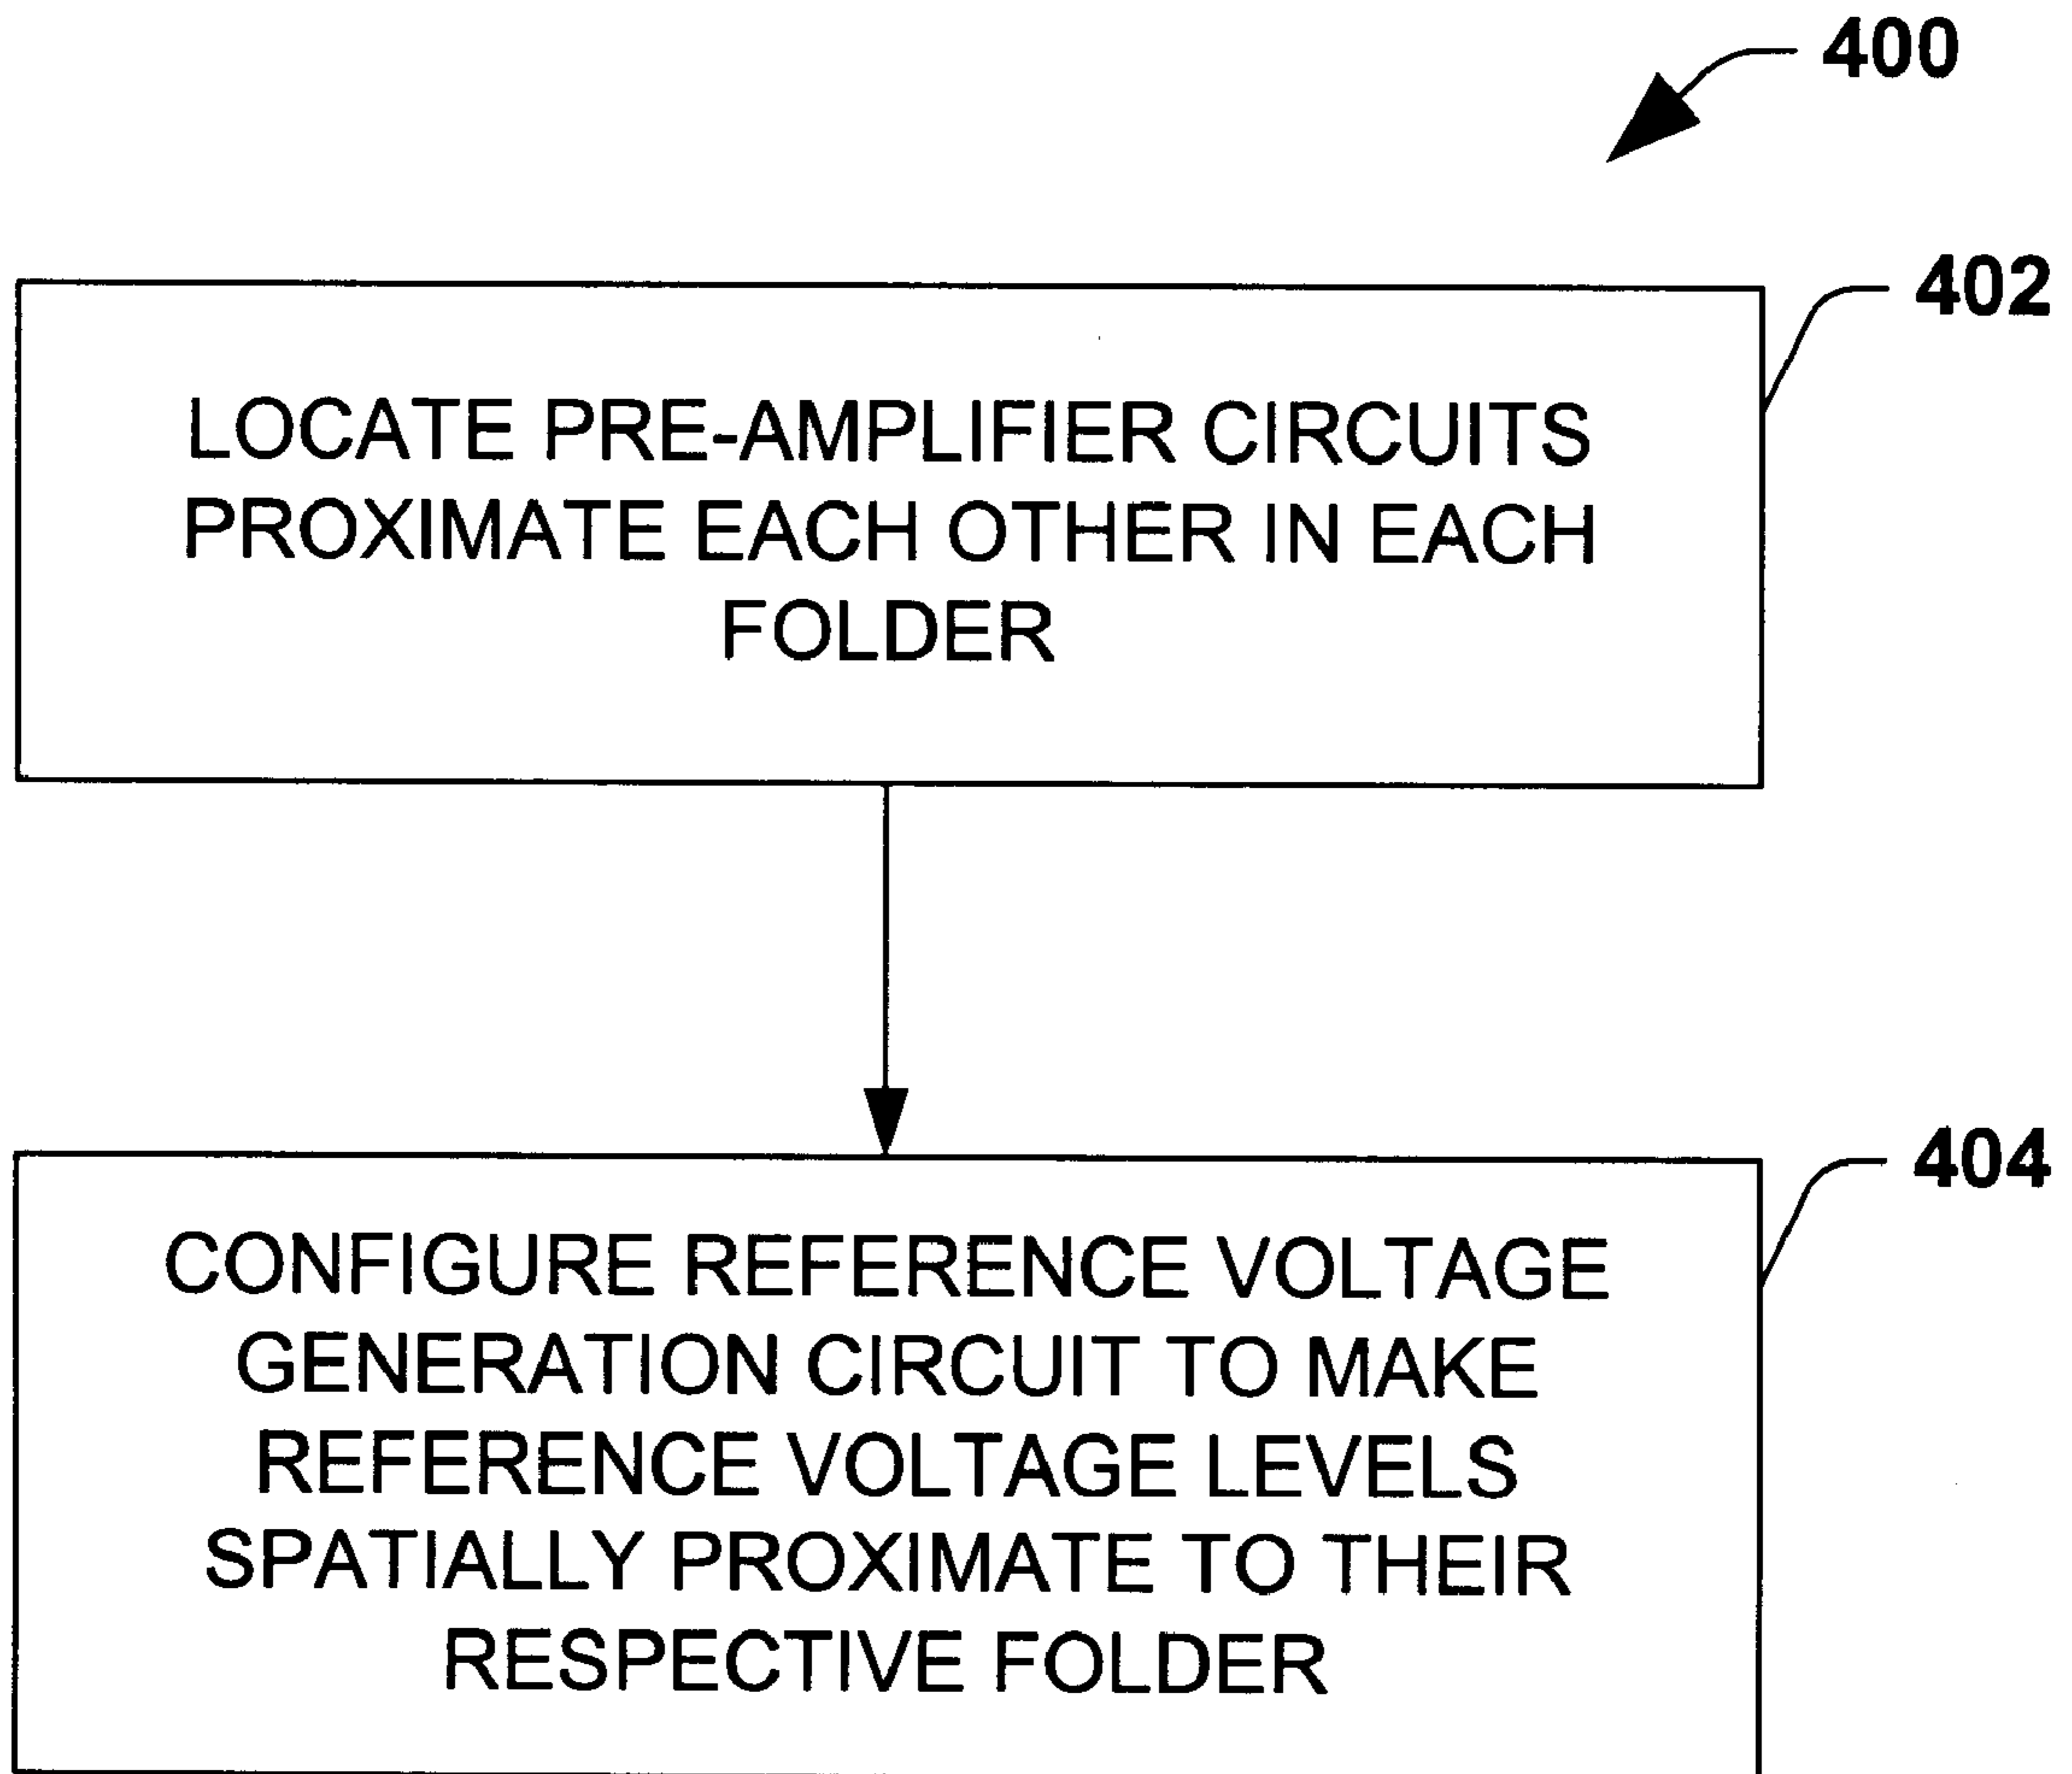 400
402
LOCATE PRE-AMPLIFIER CIRCUITS
PROXIMATE EACH OTHER IN EACH
FOLDER
404
CONFIGURE REFERENCE VOLTAGE
GENERATION CIRCUIT TO MAKE
REFERENCE VOLTAGE LEVELS
SPATIALLY PROXIMATE TO THEIR
RESPECTIVE FOLDER